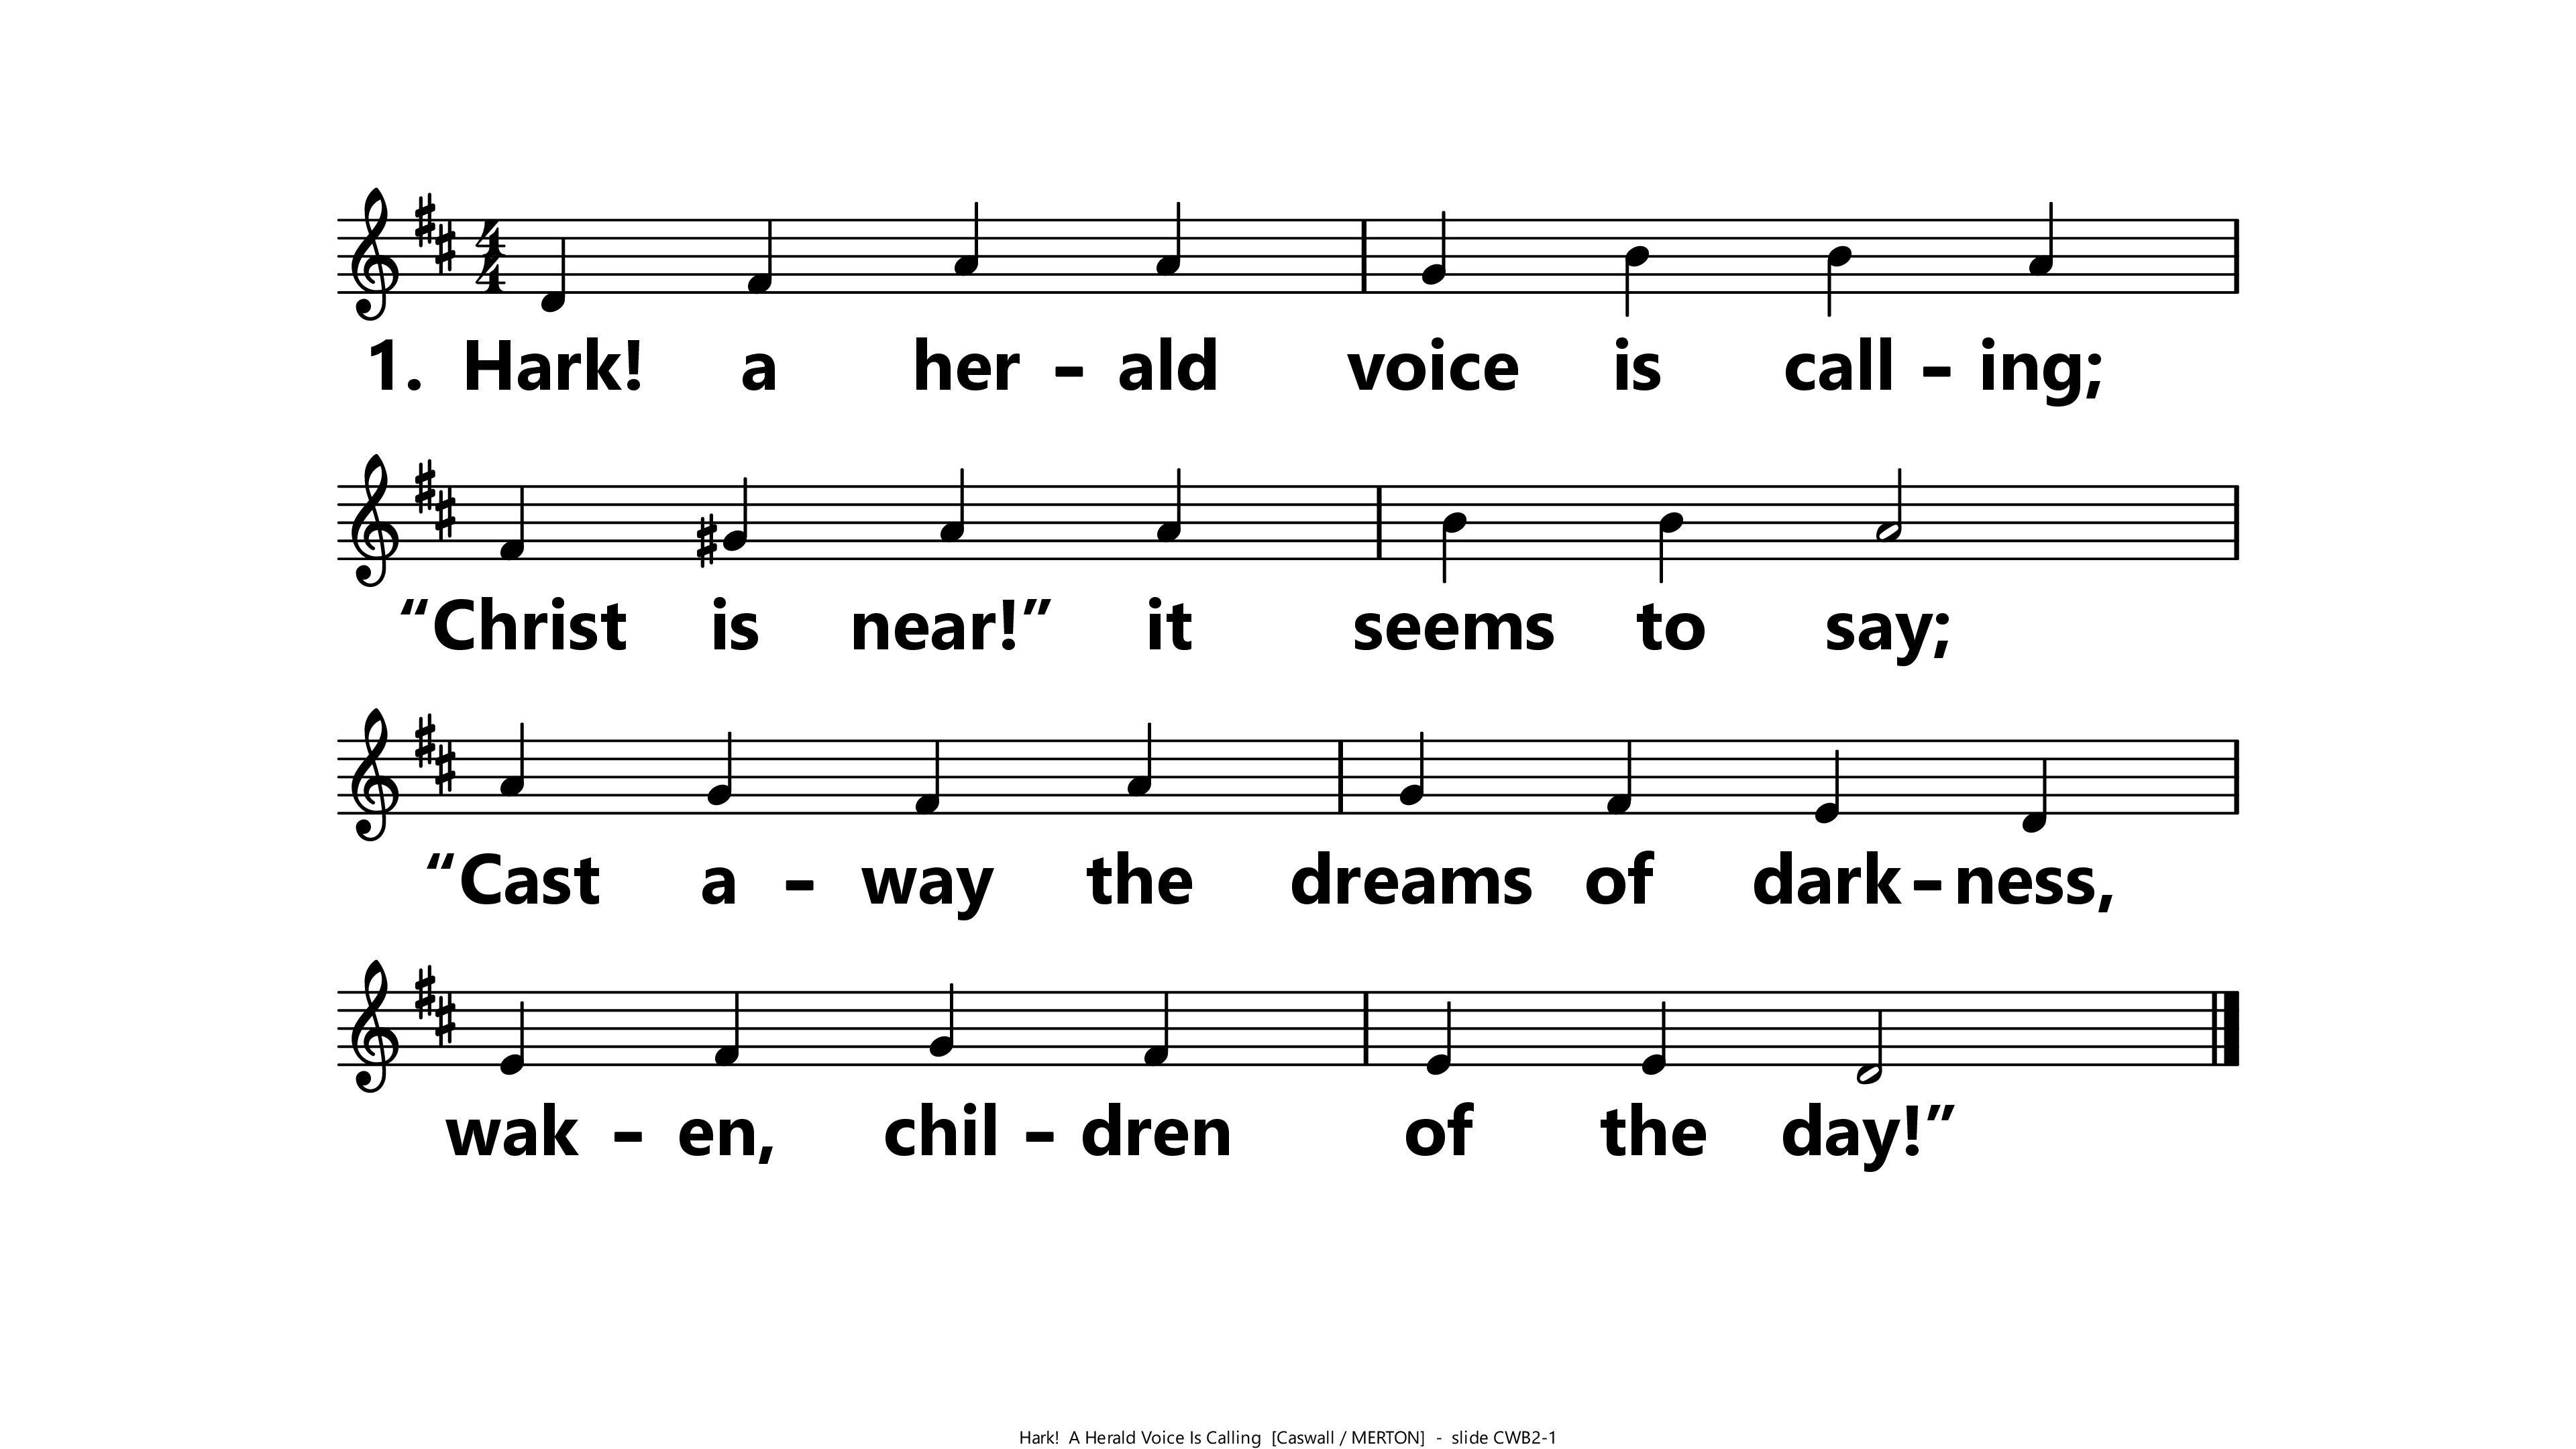 1. Hark! a her - ald voice is call - ing;
“Christ is near!” it seems to say;
“Cast a - way the dreams of dark - ness,
wak - en, chil - dren of the day!”
Hark! A Herald Voice Is Calling [Caswall / MERTON] - slide CWB2-1